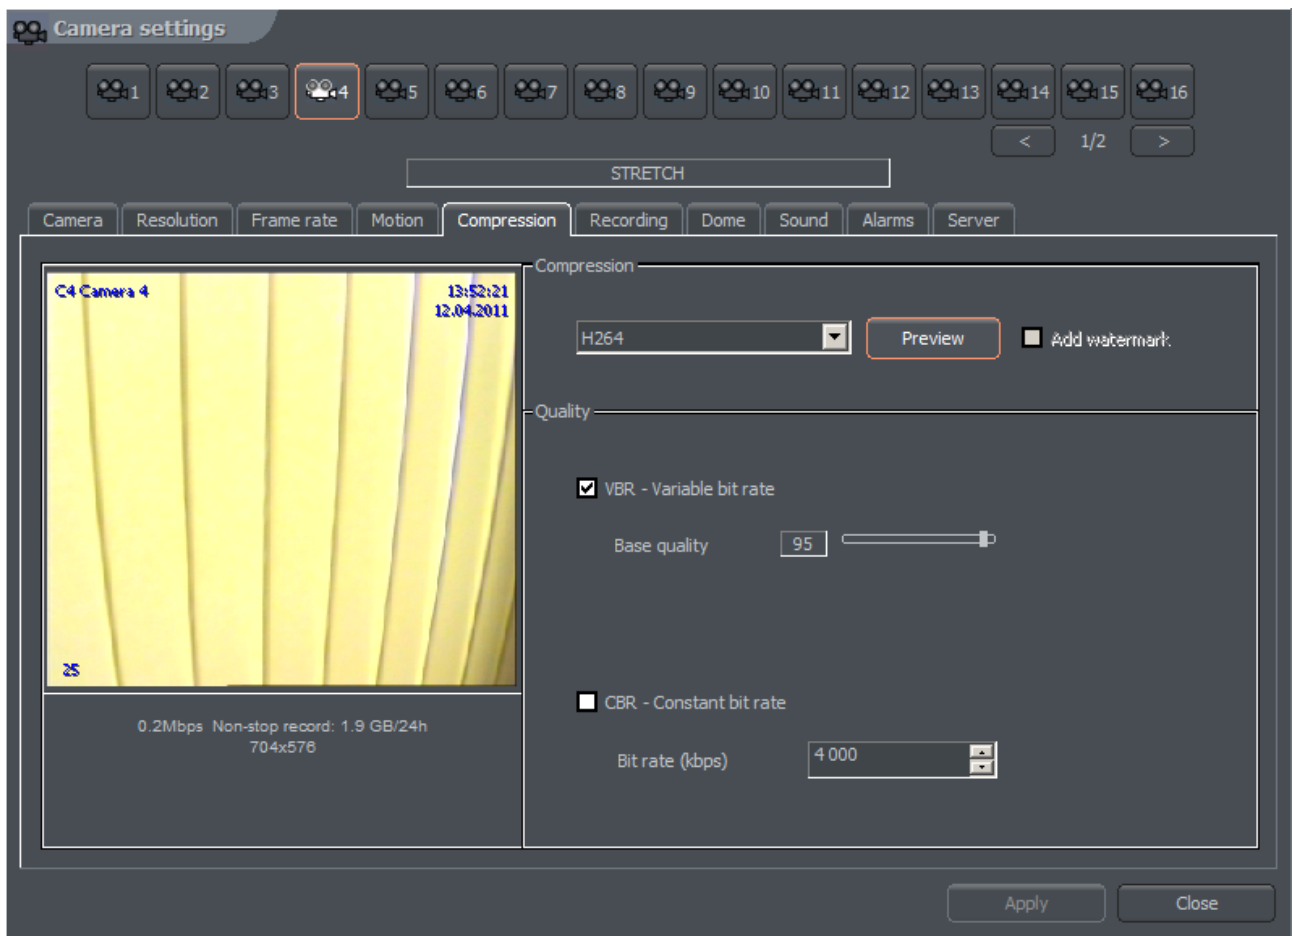 Camera settings
1 2 3 4 5 6 7 8 9 10 11 12 13 14 15 16
< 1/2 >
STRETCH
Camera Resolution Frame rate Motion Compression Recording Dome Sound Alarms Server
C4 Camera 4 13:52:21
12.04.2011
25
0.2Mbps Non-stop record: 1.9 GB/24h
704x576
Compression
H264 Preview Add watermark
Quality
VBR - Variable bit rate
Base quality 95
CBR - Constant bit rate
Bit rate (kbps) 4 000
Apply Close